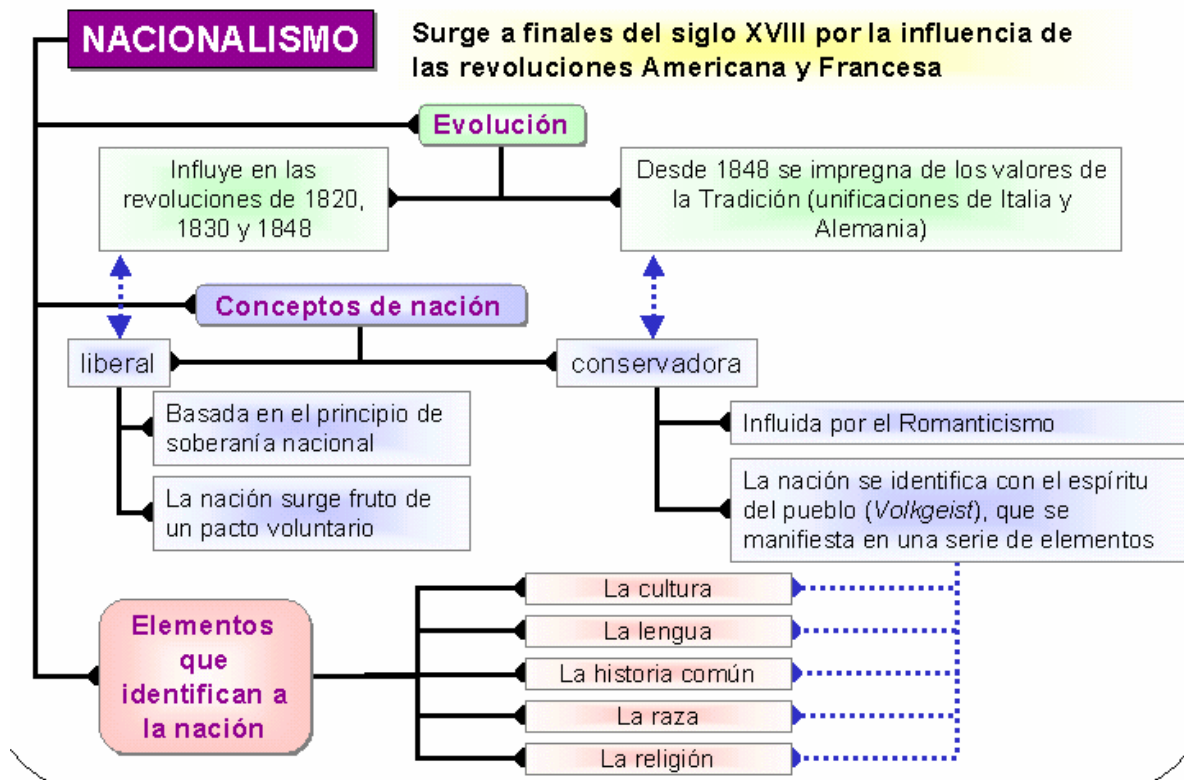 NACIONALISMO
Surge a finales del siglo XVIII por la influencia de
las revoluciones Americana y Francesa
Evolución
Influye en las
revoluciones de 1820,
1830 y 1848
Desde 1848 se impregna de los valores de
la Tradición (unificaciones de Italia y
Alemania)
Conceptos de nación
liberal
conservadora
Basada en el principio de
soberanía nacional
La nación surge fruto de
un pacto voluntario
Influida por el Romanticismo
La nación se identifica con el espíritu
del pueblo (Volkgeist), que se
manifiesta en una serie de elementos
Elementos
que
identifican a
la nación
La cultura
La lengua
La historia común
La raza
La religión